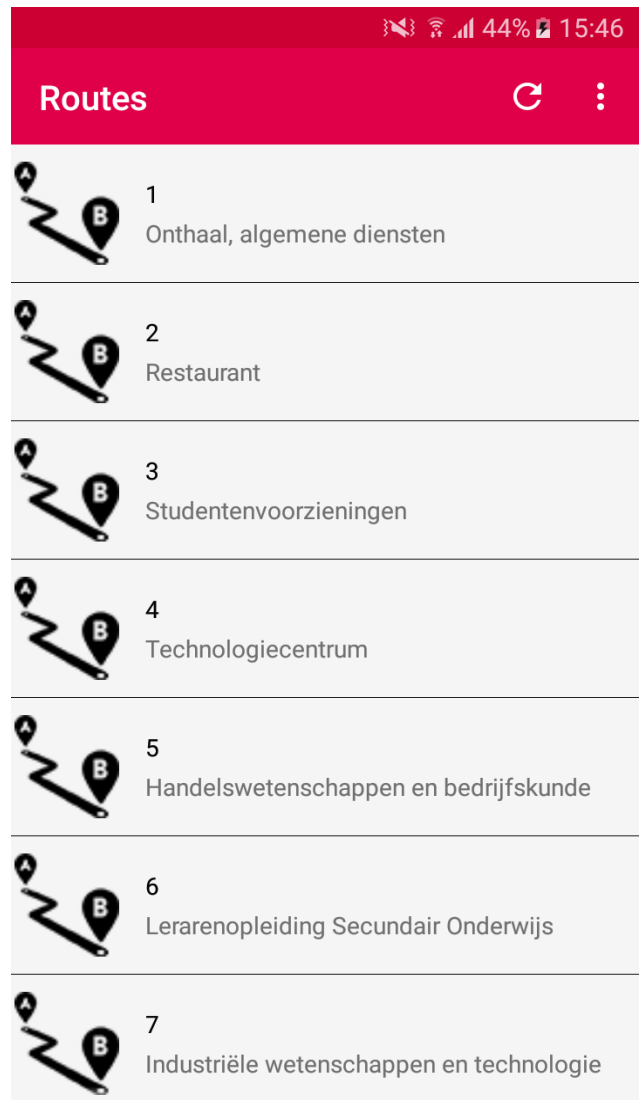 44% 15:46
Routes
A
B
1
Onthaal, algemene diensten
A
B
2
Restaurant
A
B
3
Studentenvoorzieningen
A
B
4
Technologiecentrum
A
B
5
Handelswetenschappen en bedrijfskunde
A
B
6
Lerarenopleiding Secundair Onderwijs
A
B
7
Industriële wetenschappen en technologie